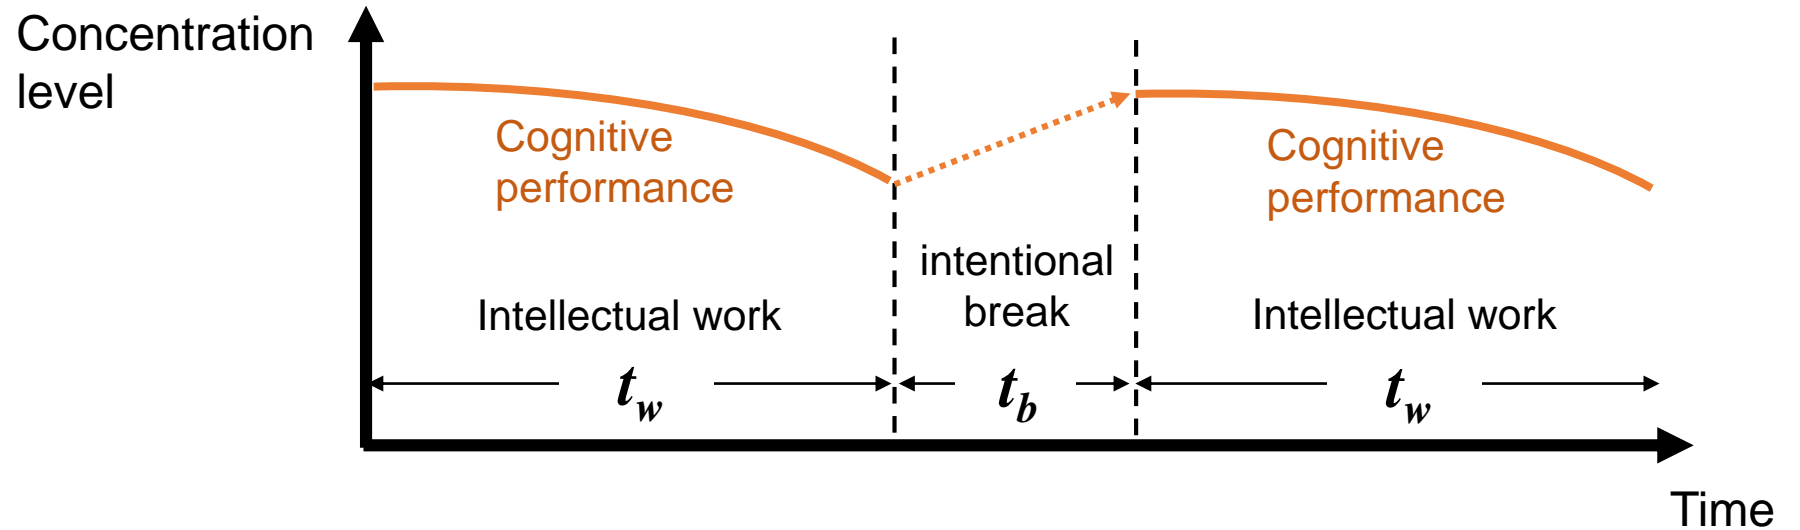 Concentration
level
Cognitive
performance
Cognitive
performance
intentional
break
Intellectual work
Intellectual work
t_w
t_b
t_w
Time